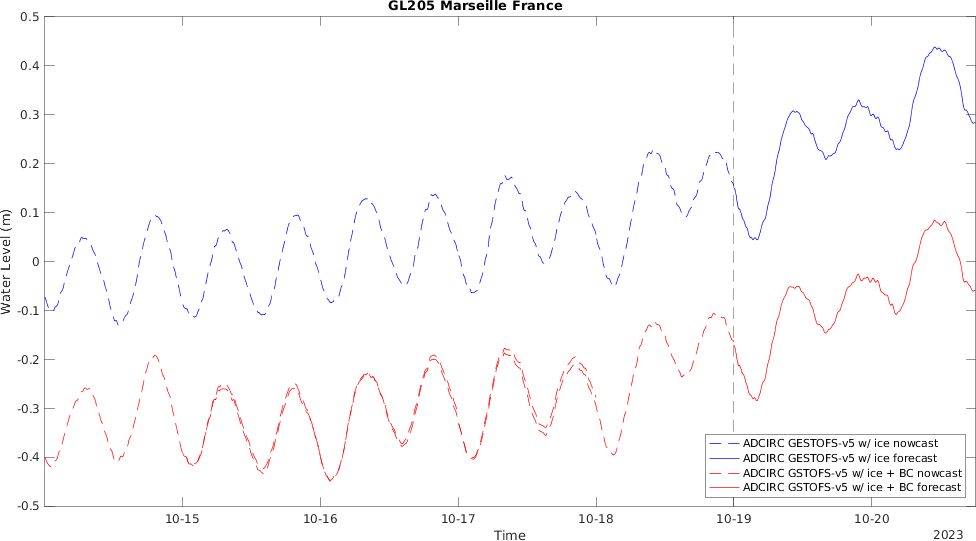 GL205 Marseille France
0.5
0.4
0.3
0.2
0.1
0
-0.1
-0.2
-0.3
-0.4
-0.5
Water Level (m)
ADCIRC GESTOFS-v5 w/ ice nowcast
ADCIRC GESTOFS-v5 w/ ice forecast
ADCIRC GSTOFS-v5 w/ ice + BC nowcast
ADCIRC GSTOFS-v5 w/ ice + BC forecast
10-15 10-16 10-17 10-18 10-19 10-20
Time
2023